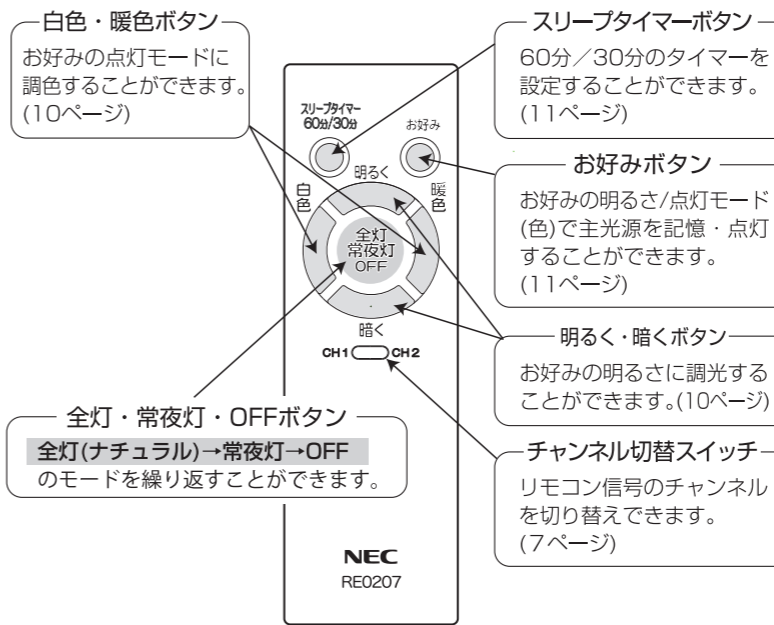 白色・暖色ボタン
お好みの点灯モードに
調色することができます。
(10ページ)
スリープタイマーボタン
60分／30分のタイマーを
設定することができます。
(11ページ)
お好みボタン
お好みの明るさ/点灯モード
(色)で主光源を記憶・点灯
することができます。
(11ページ)
明るく・暗くボタン
お好みの明るさに調光する
ことができます。(10ページ)
チャンネル切替スイッチ
リモコン信号のチャンネル
を切り替えできます。
(7ページ)
全灯・常夜灯・OFFボタン
全灯(ナチュラル)→常夜灯→OFF
のモードを繰り返すことができます。
スリープタイマー
60分/30分
お好み
明るく
白色
暖色
全灯
常夜灯
OFF
暗く
CH1 CH2
NEC
RE0207